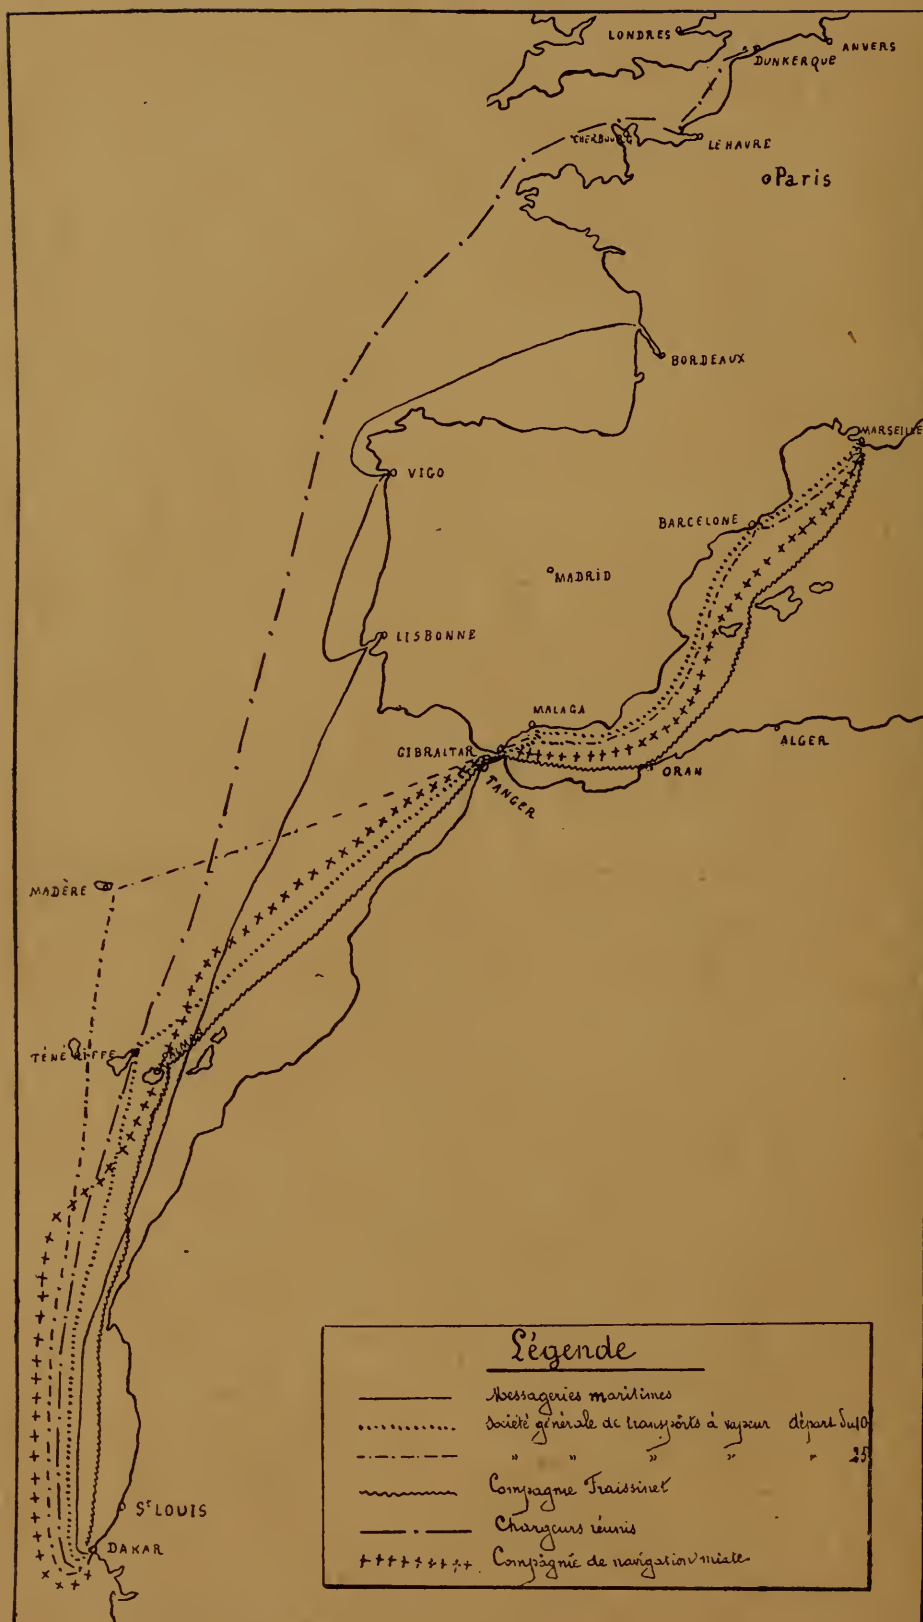 LONDRES
ANVERS
DUNKERQUE
CHERBOURG
LE HAVRE
Paris
BORDEAUX
MARSEILLE
VIGO
BARCELONE
MADRID
LISBONNE
MALAGA
GIBRALTAR
ALGER
ORAN
TANGER
MADÈRE
TÉNÉRIFFE
St LOUIS
DAKAR
Légende
Messageries maritimes
Société générale de transports à vapeur départ du 10
" " " " " 25
Compagnie Fraissinet
Chargeurs réunis
Compagnie de navigation mixte